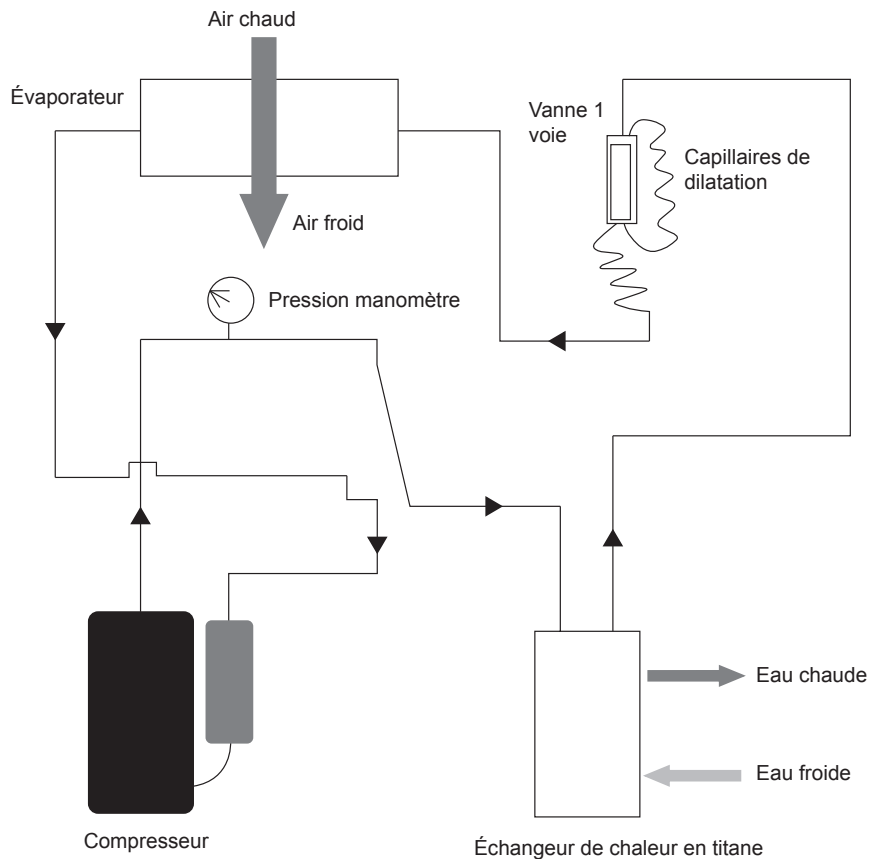 Air chaud
Évaporateur
Vanne 1
voie
Capillaires de
dilatation
Air froid
Pression manomètre
Eau chaude
Eau froide
Compresseur
Échangeur de chaleur en titane